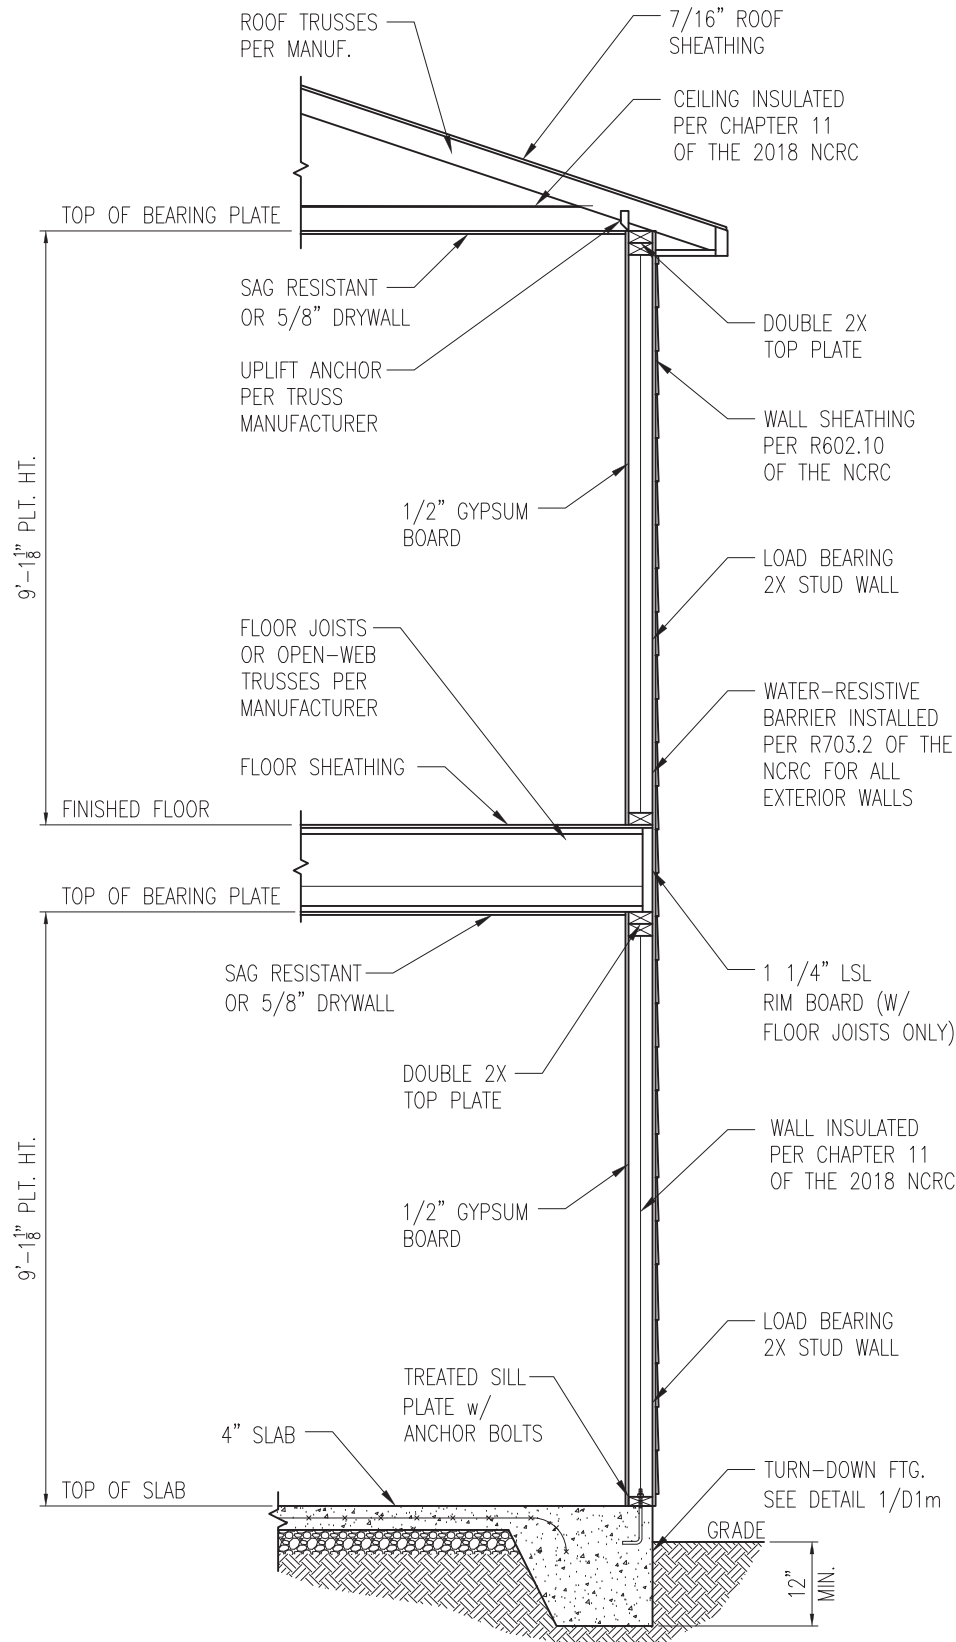 ROOF TRUSSES
PER MANUF.
7/16" ROOF
SHEATHING
CEILING INSULATED
PER CHAPTER 11
OF THE 2018 NCRC
TOP OF BEARING PLATE
SAG RESISTANT
OR 5/8" DRYWALL
DOUBLE 2X
TOP PLATE
UPLIFT ANCHOR
PER TRUSS
MANUFACTURER
WALL SHEATHING
PER R602.10
OF THE NCRC
9'-1 1/8" PLT. HT.
1/2" GYPSUM
BOARD
LOAD BEARING
2X STUD WALL
FLOOR JOISTS
OR OPEN-WEB
TRUSSES PER
MANUFACTURER
WATER-RESISTIVE
BARRIER INSTALLED
PER R703.2 OF THE
NCRC FOR ALL
EXTERIOR WALLS
FLOOR SHEATHING
FINISHED FLOOR
TOP OF BEARING PLATE
SAG RESISTANT
OR 5/8" DRYWALL
1 1/4" LSL
RIM BOARD (W/
FLOOR JOISTS ONLY)
DOUBLE 2X
TOP PLATE
WALL INSULATED
PER CHAPTER 11
OF THE 2018 NCRC
9'-1 1/8" PLT. HT.
1/2" GYPSUM
BOARD
LOAD BEARING
2X STUD WALL
TREATED SILL
PLATE w/
ANCHOR BOLTS
4" SLAB
TOP OF SLAB
TURN-DOWN FTG.
SEE DETAIL 1/D1m
GRADE
12"
MIN.